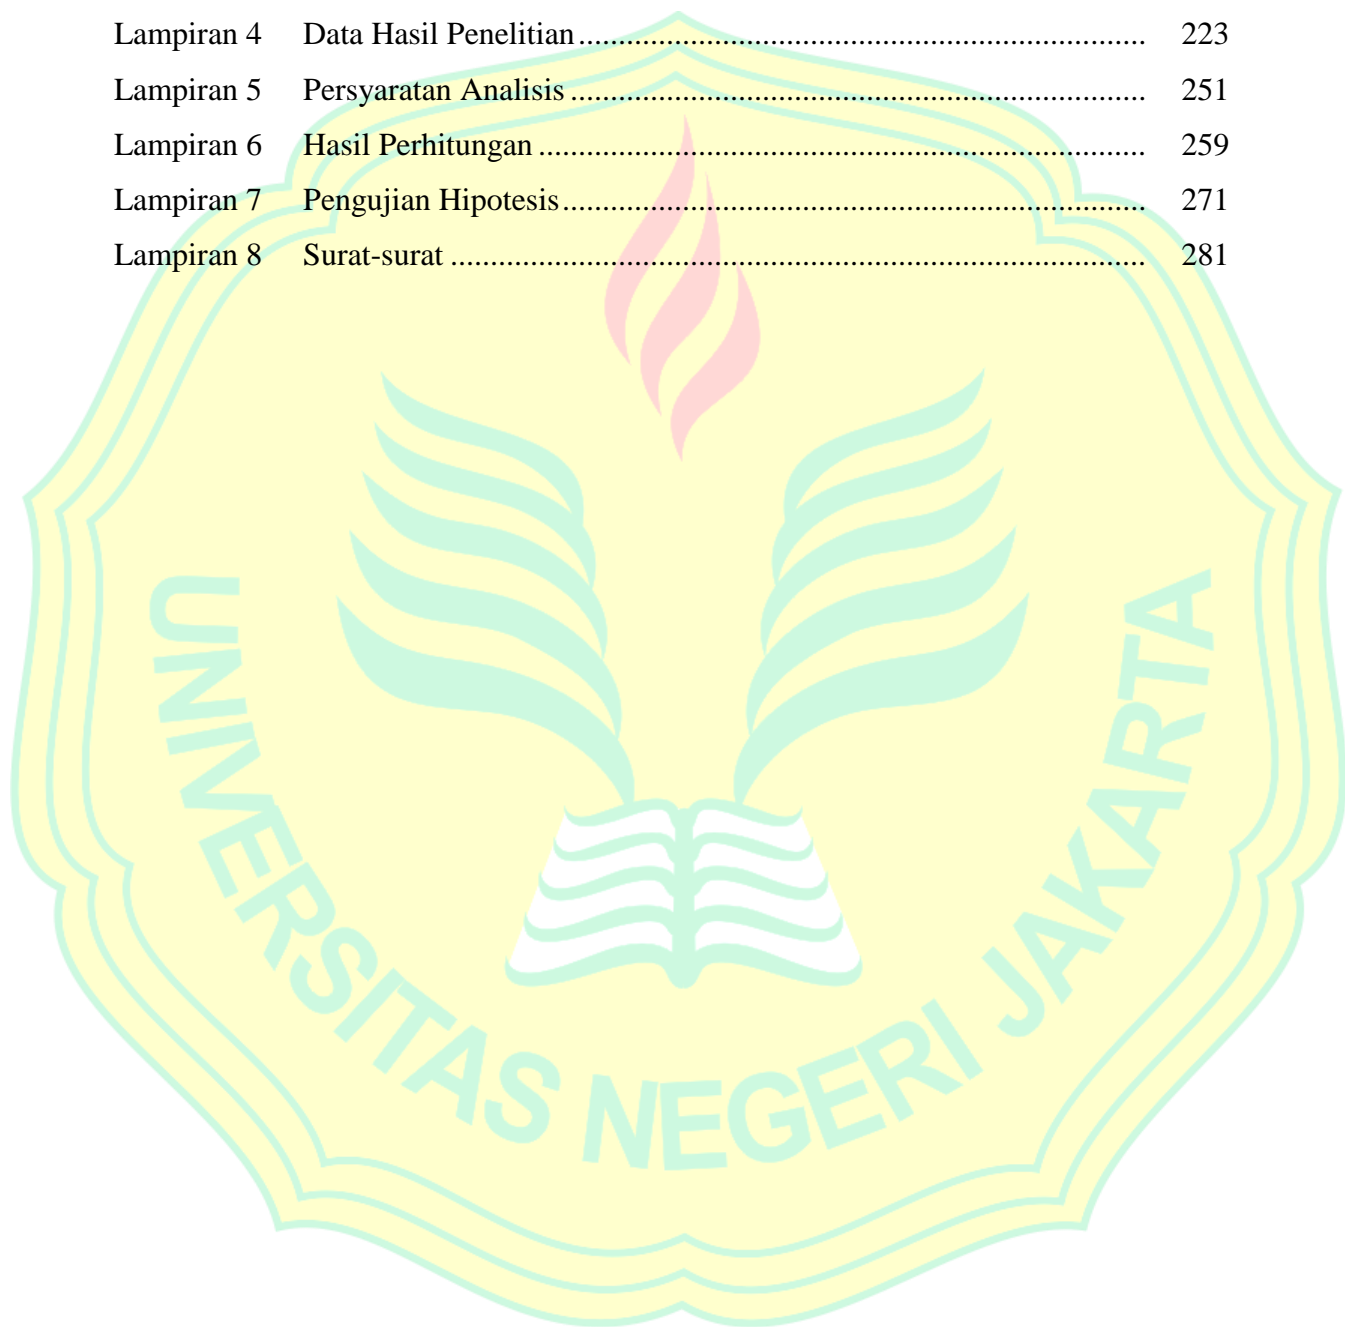 Lampiran 4 Data Hasil Penelitian........................................................................ 223
Lampiran 5 Persyaratan Analisis......................................................................... 251
Lampiran 6 Hasil Perhitungan............................................................................. 259
Lampiran 7 Pengujian Hipotesis.......................................................................... 271
Lampiran 8 Surat-surat ........................................................................................ 281
UNIVERSITAS NEGERI JAKARTA